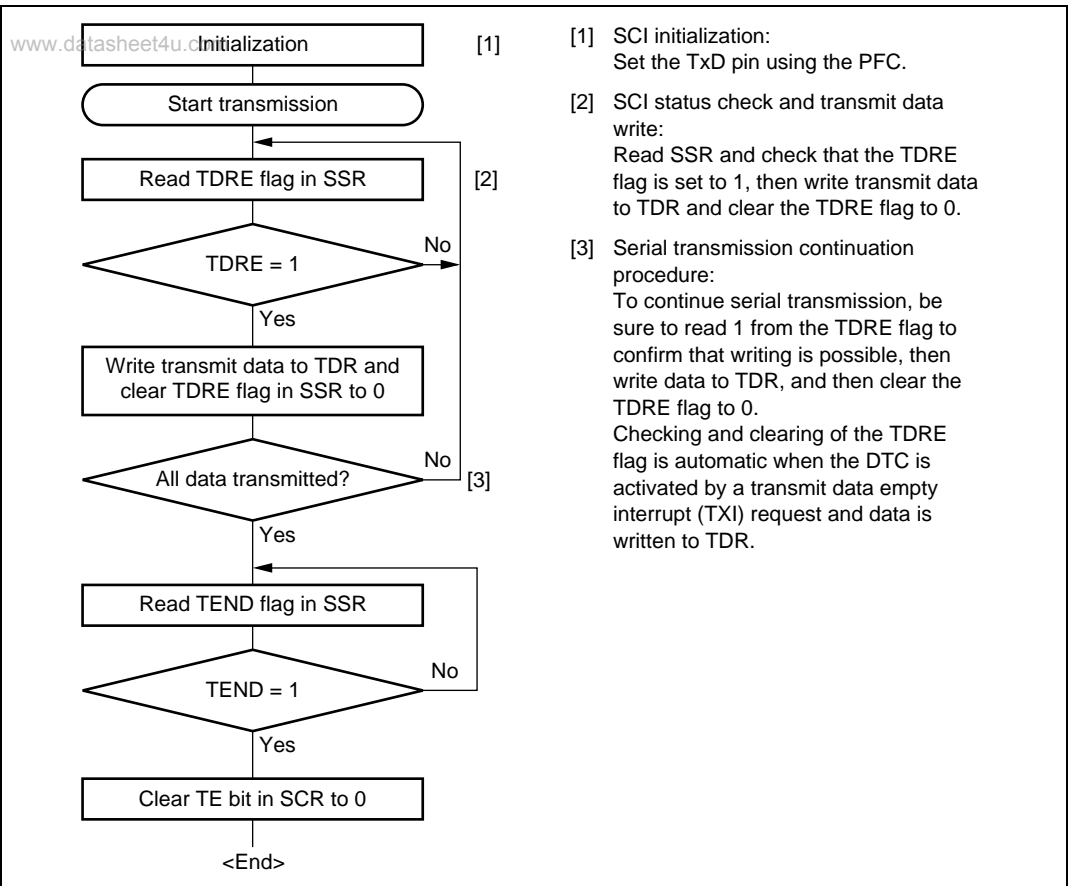 www.datasheet4u.com
Initialization
[1]
Start transmission
Read TDRE flag in SSR
[2]
TDRE = 1
No
Yes
Write transmit data to TDR and
clear TDRE flag in SSR to 0
All data transmitted?
No
[3]
Yes
Read TEND flag in SSR
TEND = 1
No
Yes
Clear TE bit in SCR to 0
<End>
[1] SCI initialization:
Set the TxD pin using the PFC.
[2] SCI status check and transmit data
write:
Read SSR and check that the TDRE
flag is set to 1, then write transmit data
to TDR and clear the TDRE flag to 0.
[3] Serial transmission continuation
procedure:
To continue serial transmission, be
sure to read 1 from the TDRE flag to
confirm that writing is possible, then
write data to TDR, and then clear the
TDRE flag to 0.
Checking and clearing of the TDRE
flag is automatic when the DTC is
activated by a transmit data empty
interrupt (TXI) request and data is
written to TDR.